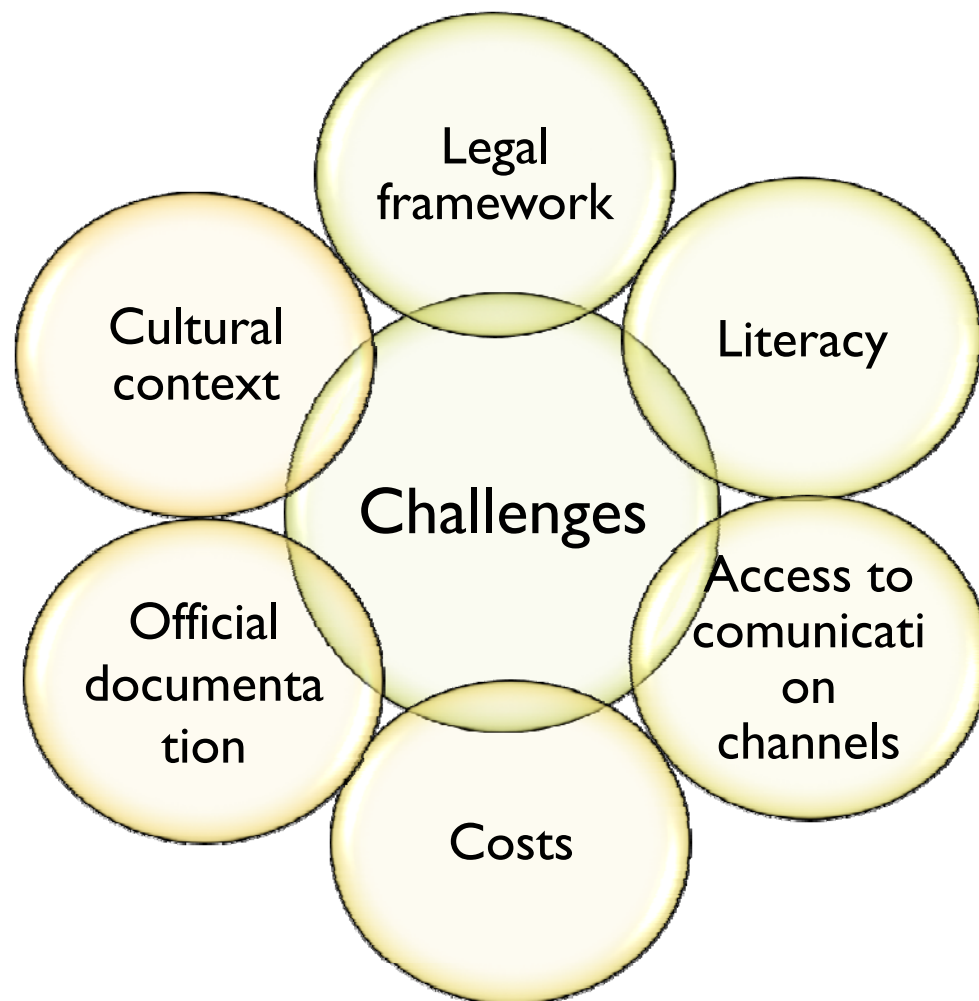 Legal
framework
Cultural
context
Literacy
Challenges
Access to
comunicati
on
channels
Official
documenta
tion
Costs